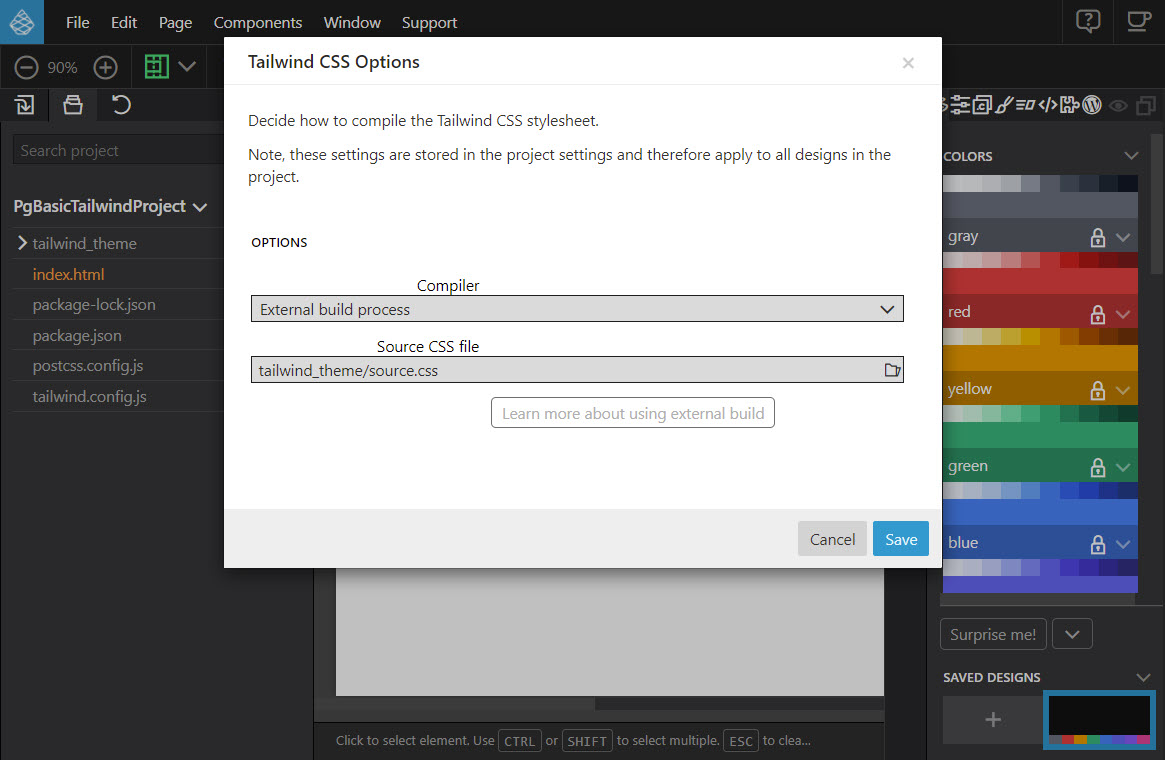 File Edit Page Components Window Support
90%
Tailwind CSS Options
×
Decide how to compile the Tailwind CSS stylesheet.
Note, these settings are stored in the project settings and therefore apply to all designs in the
project.
OPTIONS
Compiler
External build process
Source CSS file
tailwind_theme/source.css
Learn more about using external build
Cancel Save
Search project
PgBasicTailwindProject
tailwind_theme
index.html
package-lock.json
package.json
postcss.config.js
tailwind.config.js
COLORS
gray
red
yellow
green
blue
Surprise me!
SAVED DESIGNS
+
Click to select element. Use CTRL or SHIFT to select multiple. ESC to clea...